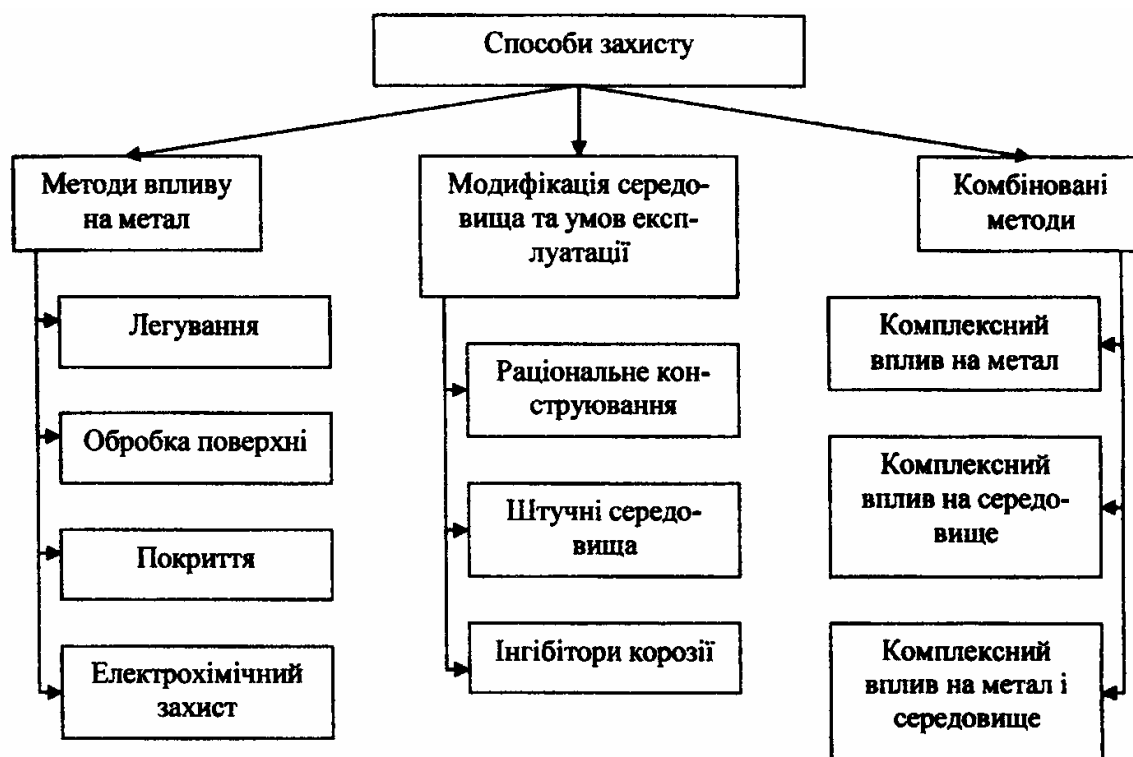 Способи захисту
Методи впливу
на метал
Легування
Обробка поверхні
Покриття
Електрохімічний
захист
Модифікація середо-
вища та умов експ-
луатації
Раціональне кон-
струювання
Штучні середо-
вища
Інгібітори корозії
Комбіновані
методи
Комплексний
вплив на метал
Комплексний
вплив на середо-
вище
Комплексний
вплив на метал і
середовище